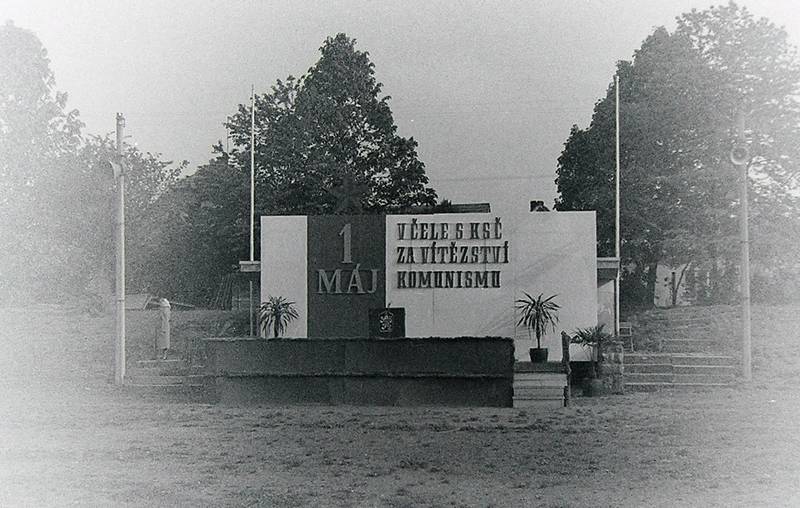 1
MÁJ
V ČELE S KSČ
ZA VÍTĚZSTVÍ
KOMUNISMU